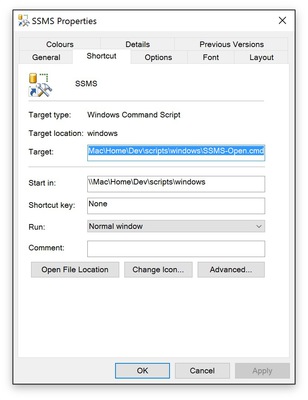 SSMS Properties
Colours Details Previous Versions
General Shortcut Options Font Layout
SSMS
Target type: Windows Command Script
Target location: windows
Target: Mac\Home\Dev\scripts\windows\SSMS-Open.cmd
Start in: \\Mac\Home\Dev\scripts\windows
Shortcut key: None
Run: Normal window
Comment:
Open File Location Change Icon... Advanced...
OK Cancel Apply